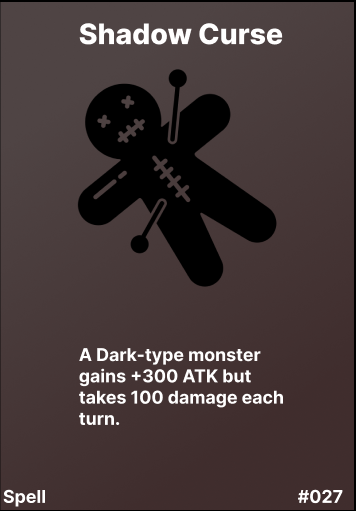 Shadow Curse
A Dark-type monster
gains +300 ATK but
takes 100 damage each
turn.
Spell
#027